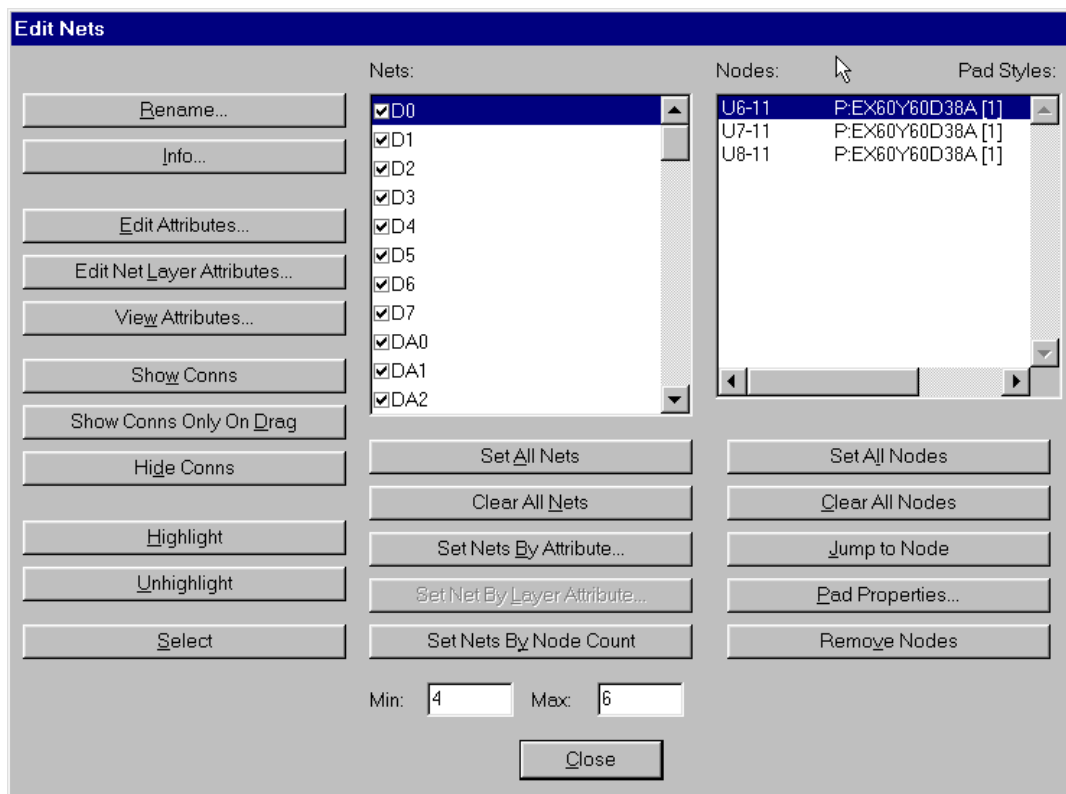 Edit Nets
Nets:
Nodes:
Pad Styles:
Rename...
Info...
Edit Attributes...
Edit Net Layer Attributes...
View Attributes...
Show Conns
Show Conns Only On Drag
Hide Conns
Highlight
Unhighlight
Select
D0
D1
D2
D3
D4
D5
D6
D7
DA0
DA1
DA2
Set All Nets
Clear All Nets
Set Nets By Attribute...
Set Net By Layer Attribute...
Set Nets By Node Count
Min: 4 Max: 6
U6-11 P:EX60Y60D38A [1]
U7-11 P:EX60Y60D38A [1]
U8-11 P:EX60Y60D38A [1]
Set All Nodes
Clear All Nodes
Jump to Node
Pad Properties...
Remove Nodes
Close